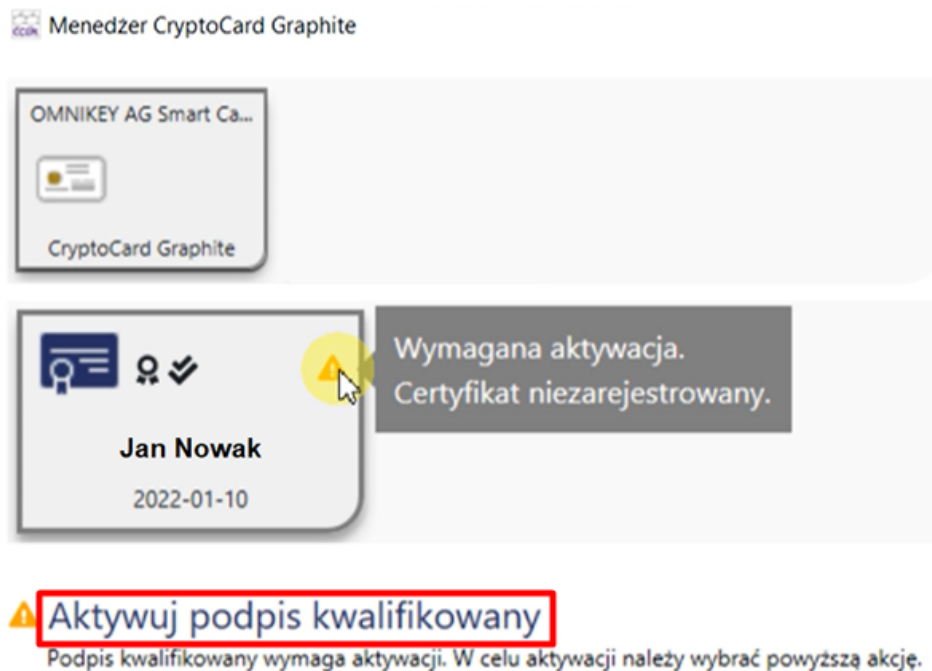 Menedżer CryptoCard Graphite
OMNIKEY AG Smart Ca...
CryptoCard Graphite
Wymagana aktywacja.
Certyfikat niezarejestrowany.
Jan Nowak
2022-01-10
Aktywuj podpis kwalifikowany
Podpis kwalifikowany wymaga aktywacji. W celu aktywacji należy wybrać powyższą akcję.